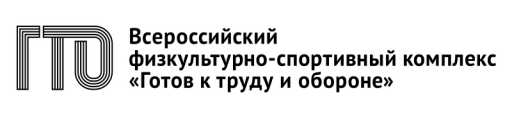 ГТО
Всероссийский
физкультурно-спортивный комплекс
«Готов к труду и обороне»